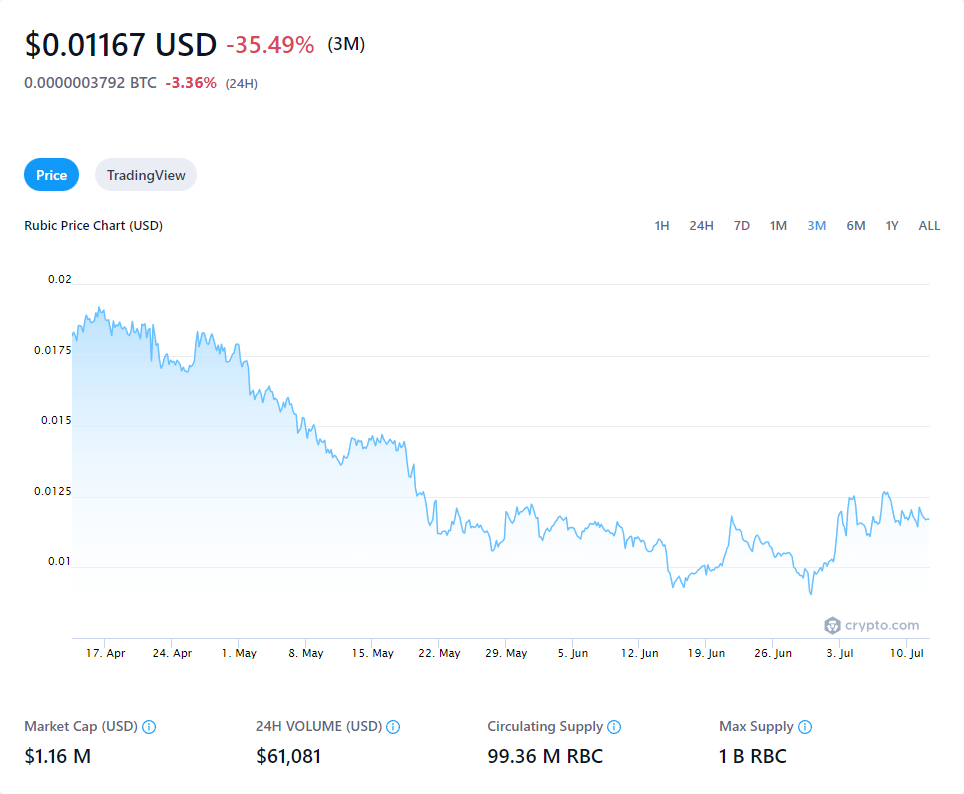 $0.01167 USD -35.49% (3M)
0.0000003792 BTC -3.36% (24H)
Price TradingView
Rubic Price Chart (USD) 1H 24H 7D 1M 3M 6M 1Y ALL
0.02
0.0175
0.015
0.0125
0.01
crypto.com
17. Apr 24. Apr 1. May 8. May 15. May 22. May 29. May 5. Jun 12. Jun 19. Jun 26. Jun 3. Jul 10. Jul
Market Cap (USD) 24H VOLUME (USD) Circulating Supply Max Supply
$1.16 M $61,081 99.36 M RBC 1 B RBC